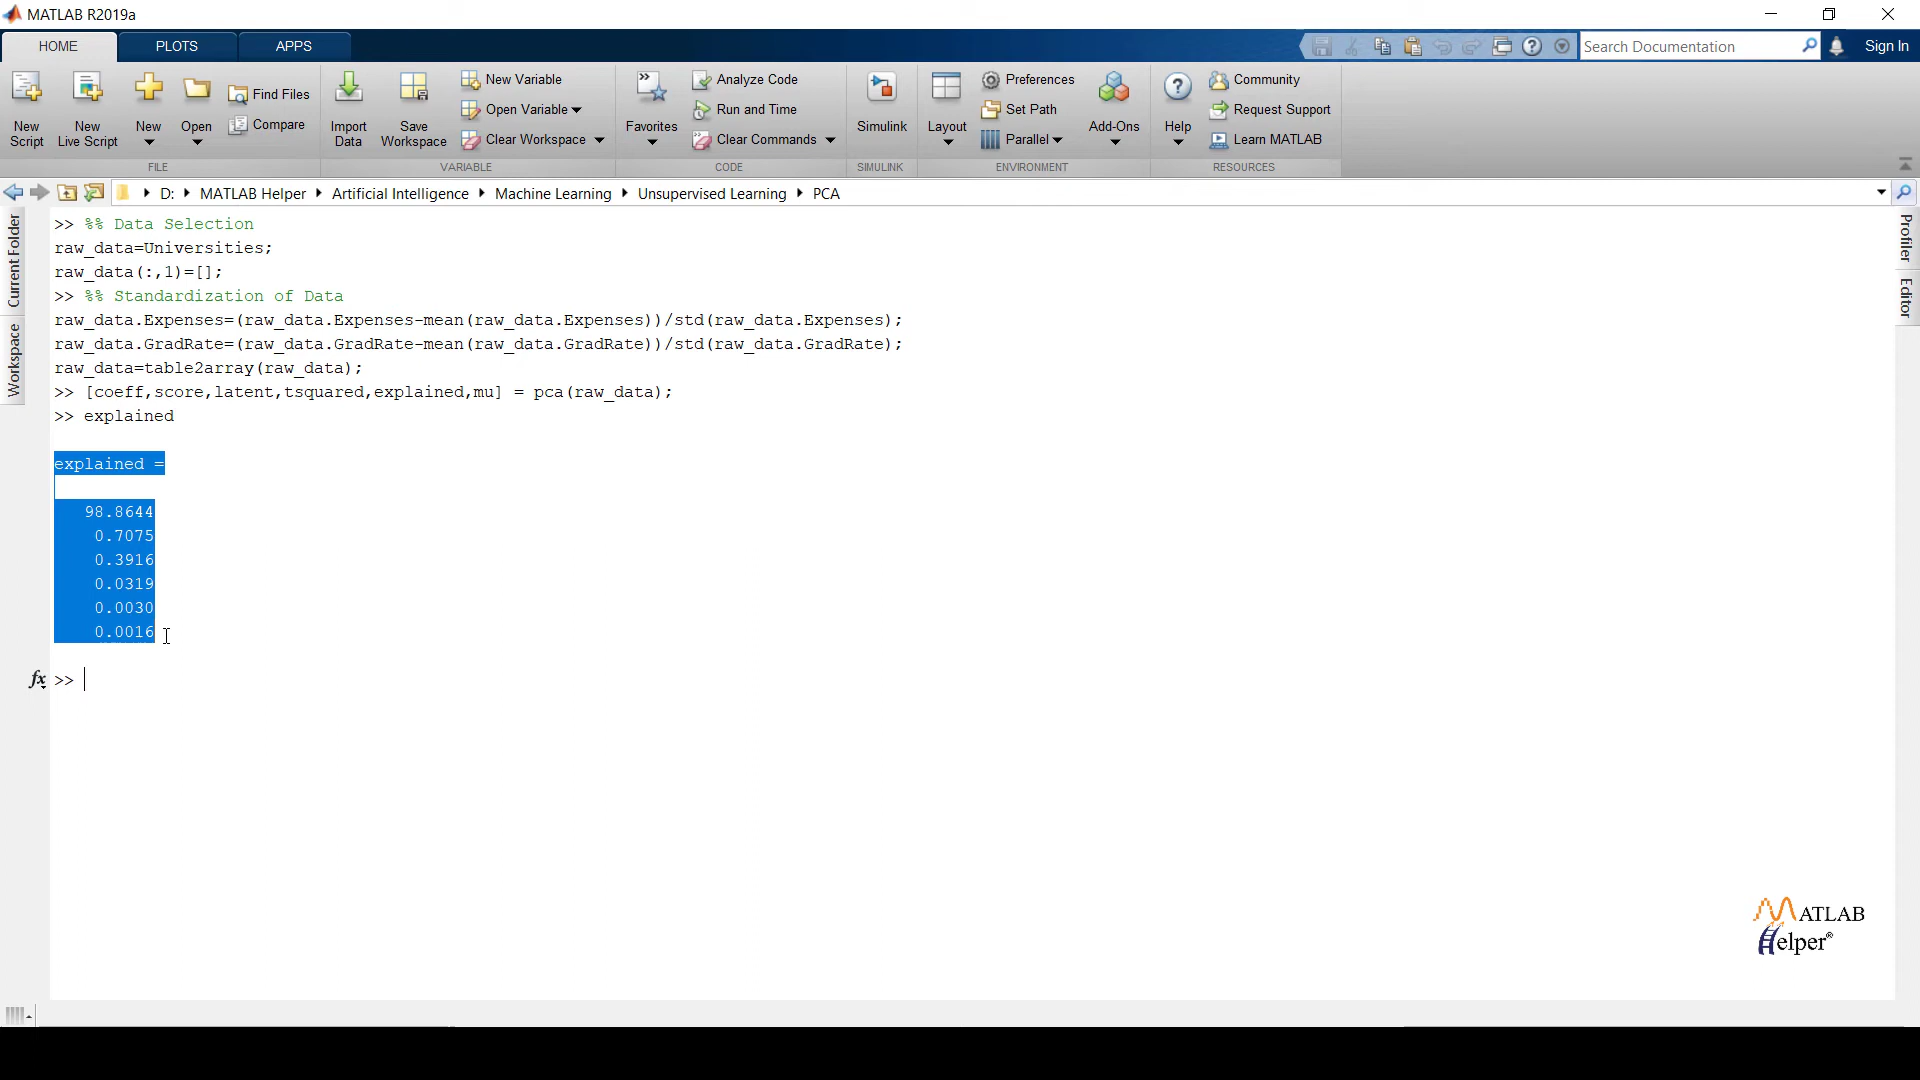 MATLAB R2019a
HOME PLOTS APPS
Search Documentation
Sign In
New Script
New Live Script
New
Open
Find Files
Compare
FILE
Import Data
Save Workspace
New Variable
Open Variable
Clear Workspace
VARIABLE
Favorites
Analyze Code
Run and Time
Clear Commands
CODE
Simulink
SIMULINK
Layout
Preferences
Set Path
Parallel
Add-Ons
ENVIRONMENT
Help
Community
Request Support
Learn MATLAB
RESOURCES
D: MATLAB Helper Artificial Intelligence Machine Learning Unsupervised Learning PCA
Current Folder
Workspace
Profiler
Editor
>> %% Data Selection
raw_data=Universities;
raw_data(:,1)=[];
>> %% Standardization of Data
raw_data.Expenses=(raw_data.Expenses-mean(raw_data.Expenses))/std(raw_data.Expenses);
raw_data.GradRate=(raw_data.GradRate-mean(raw_data.GradRate))/std(raw_data.GradRate);
raw_data=table2array(raw_data);
>> [coeff,score,latent,tsquared,explained,mu] = pca(raw_data);
>> explained
explained =
98.8644
0.7075
0.3916
0.0319
0.0030
0.0016
fx >>
MATLAB
Helper®